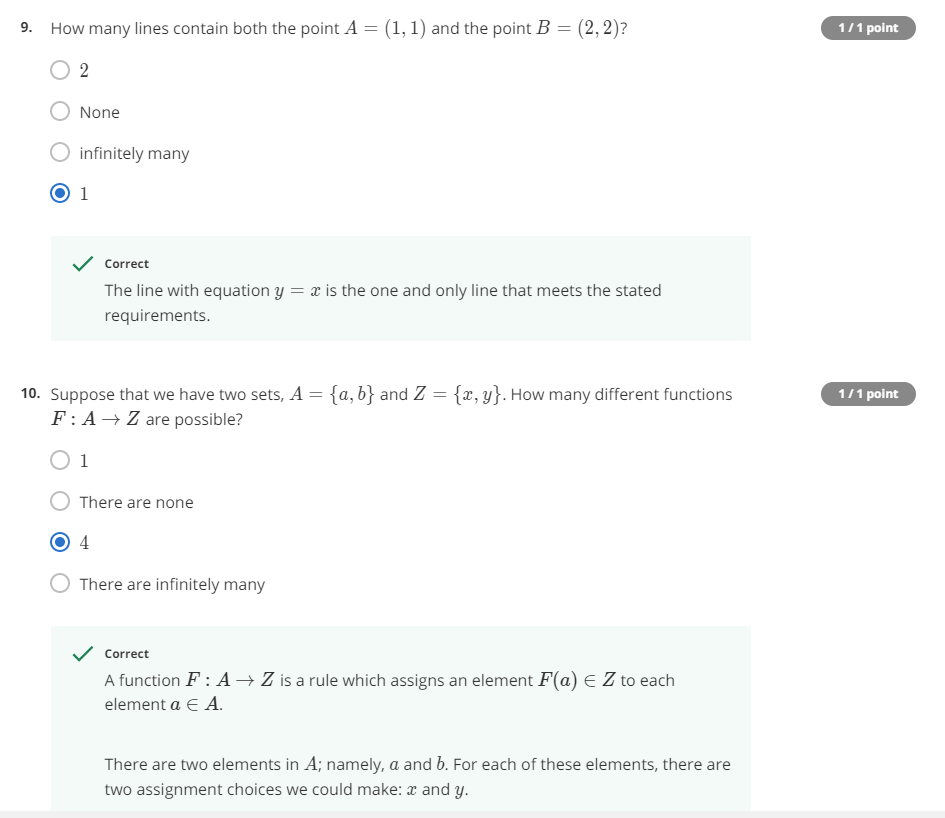 9. How many lines contain both the point A = (1, 1) and the point B = (2, 2)?
1 / 1 point
2
None
infinitely many
1
Correct
The line with equation y = x is the one and only line that meets the stated
requirements.
10. Suppose that we have two sets, A = {a, b} and Z = {x, y}. How many different functions
1 / 1 point
F : A → Z are possible?
1
There are none
4
There are infinitely many
Correct
A function F : A → Z is a rule which assigns an element F(a) ∈ Z to each
element a ∈ A.
There are two elements in A; namely, a and b. For each of these elements, there are
two assignment choices we could make: x and y.